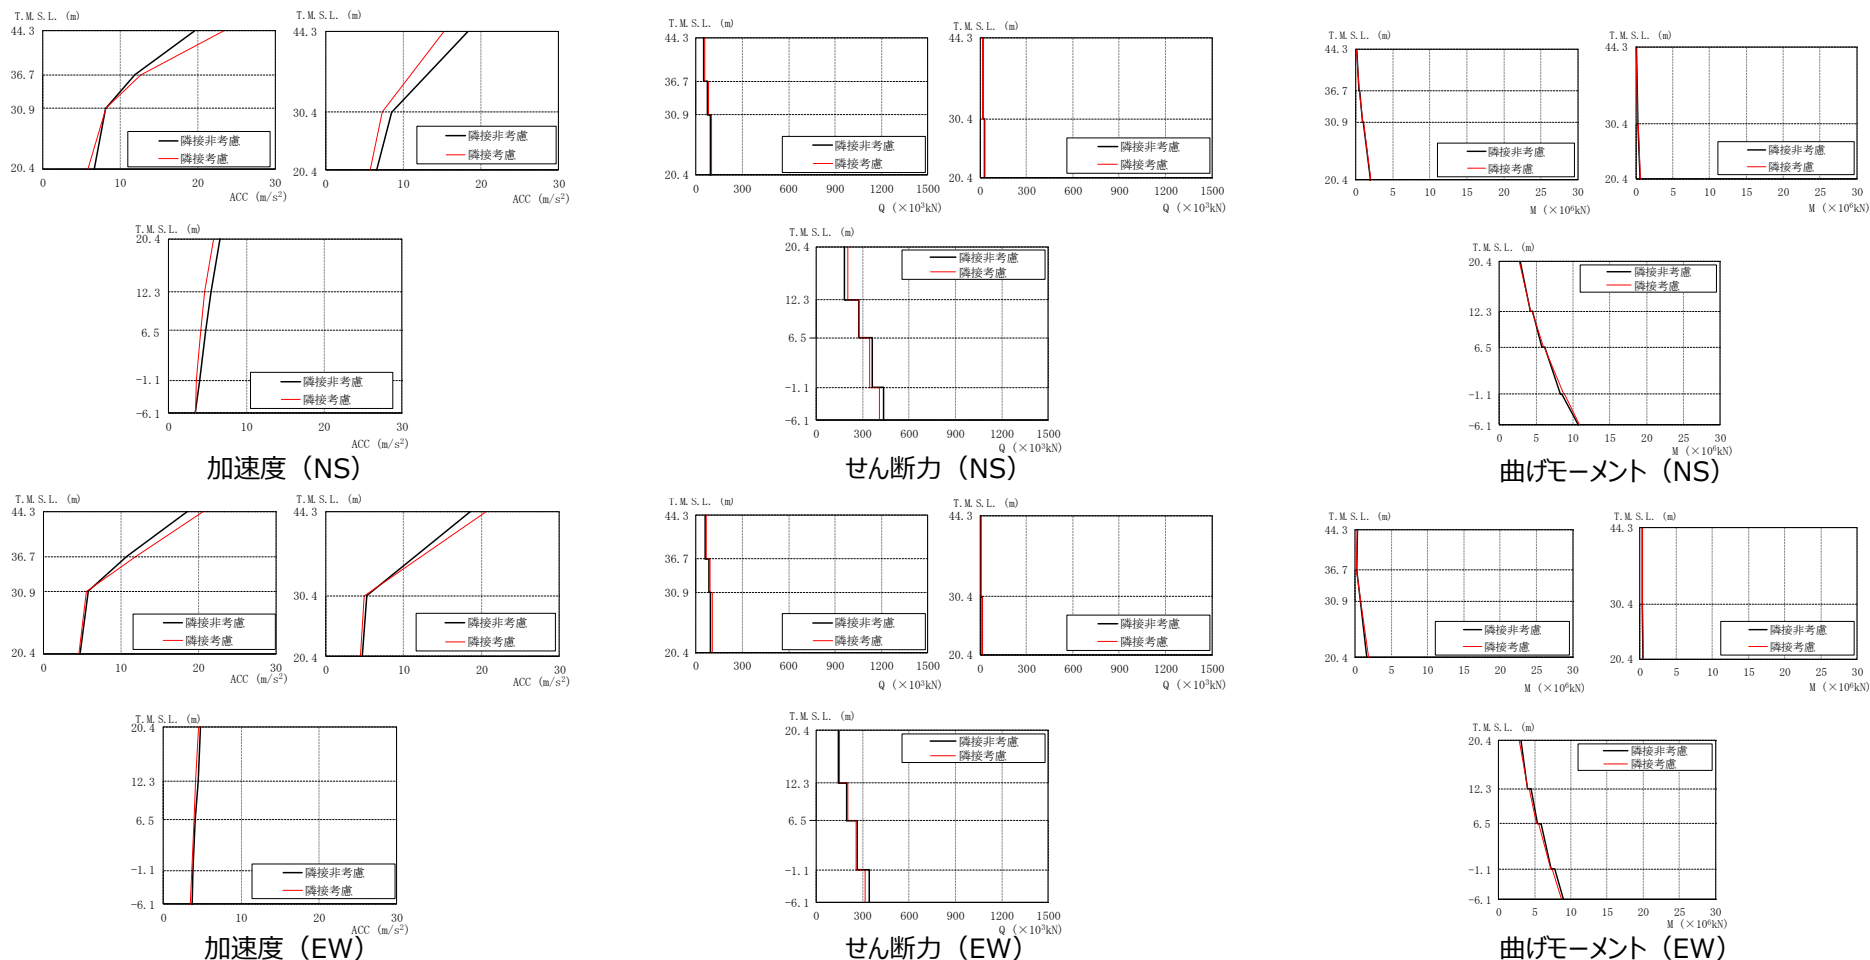 T.M.S.L. (m)
44.3
36.7
30.9
20.4
0
10
20
30
ACC (m/s²)
隣接非考慮
隣接考慮
T.M.S.L. (m)
44.3
30.4
20.4
0
10
20
30
ACC (m/s²)
隣接非考慮
隣接考慮
T.M.S.L. (m)
20.4
12.3
6.5
-1.1
-6.1
0
10
20
30
ACC (m/s²)
隣接非考慮
隣接考慮
加速度（NS）
T.M.S.L. (m)
44.3
36.7
30.9
20.4
0
300
600
900
1200
1500
Q (×10³kN)
隣接非考慮
隣接考慮
T.M.S.L. (m)
44.3
30.4
20.4
0
300
600
900
1200
1500
Q (×10³kN)
隣接非考慮
隣接考慮
T.M.S.L. (m)
20.4
12.3
6.5
-1.1
-6.1
0
300
600
900
1200
1500
Q (×10³kN)
隣接非考慮
隣接考慮
せん断力（NS）
T.M.S.L. (m)
44.3
36.7
30.9
20.4
0
5
10
15
20
25
30
M (×10⁶kN)
隣接非考慮
隣接考慮
T.M.S.L. (m)
44.3
30.4
20.4
0
5
10
15
20
25
30
M (×10⁶kN)
隣接非考慮
隣接考慮
T.M.S.L. (m)
20.4
12.3
6.5
-1.1
-6.1
0
5
10
15
20
25
30
M (×10⁶kN)
隣接非考慮
隣接考慮
曲げモーメント（NS）
T.M.S.L. (m)
44.3
36.7
30.9
20.4
0
10
20
30
ACC (m/s²)
隣接非考慮
隣接考慮
T.M.S.L. (m)
44.3
30.4
20.4
0
10
20
30
ACC (m/s²)
隣接非考慮
隣接考慮
T.M.S.L. (m)
20.4
12.3
6.5
-1.1
-6.1
0
10
20
30
ACC (m/s²)
隣接非考慮
隣接考慮
加速度（EW）
T.M.S.L. (m)
44.3
36.7
30.9
20.4
0
300
600
900
1200
1500
Q (×10³kN)
隣接非考慮
隣接考慮
T.M.S.L. (m)
44.3
30.4
20.4
0
300
600
900
1200
1500
Q (×10³kN)
隣接非考慮
隣接考慮
T.M.S.L. (m)
20.4
12.3
6.5
-1.1
-6.1
0
300
600
900
1200
1500
Q (×10³kN)
隣接非考慮
隣接考慮
せん断力（EW）
T.M.S.L. (m)
44.3
36.7
30.9
20.4
0
5
10
15
20
25
30
M (×10⁶kN)
隣接非考慮
隣接考慮
T.M.S.L. (m)
44.3
30.4
20.4
0
5
10
15
20
25
30
M (×10⁶kN)
隣接非考慮
隣接考慮
T.M.S.L. (m)
20.4
12.3
6.5
-1.1
-6.1
0
5
10
15
20
25
30
M (×10⁶kN)
隣接非考慮
隣接考慮
曲げモーメント（EW）